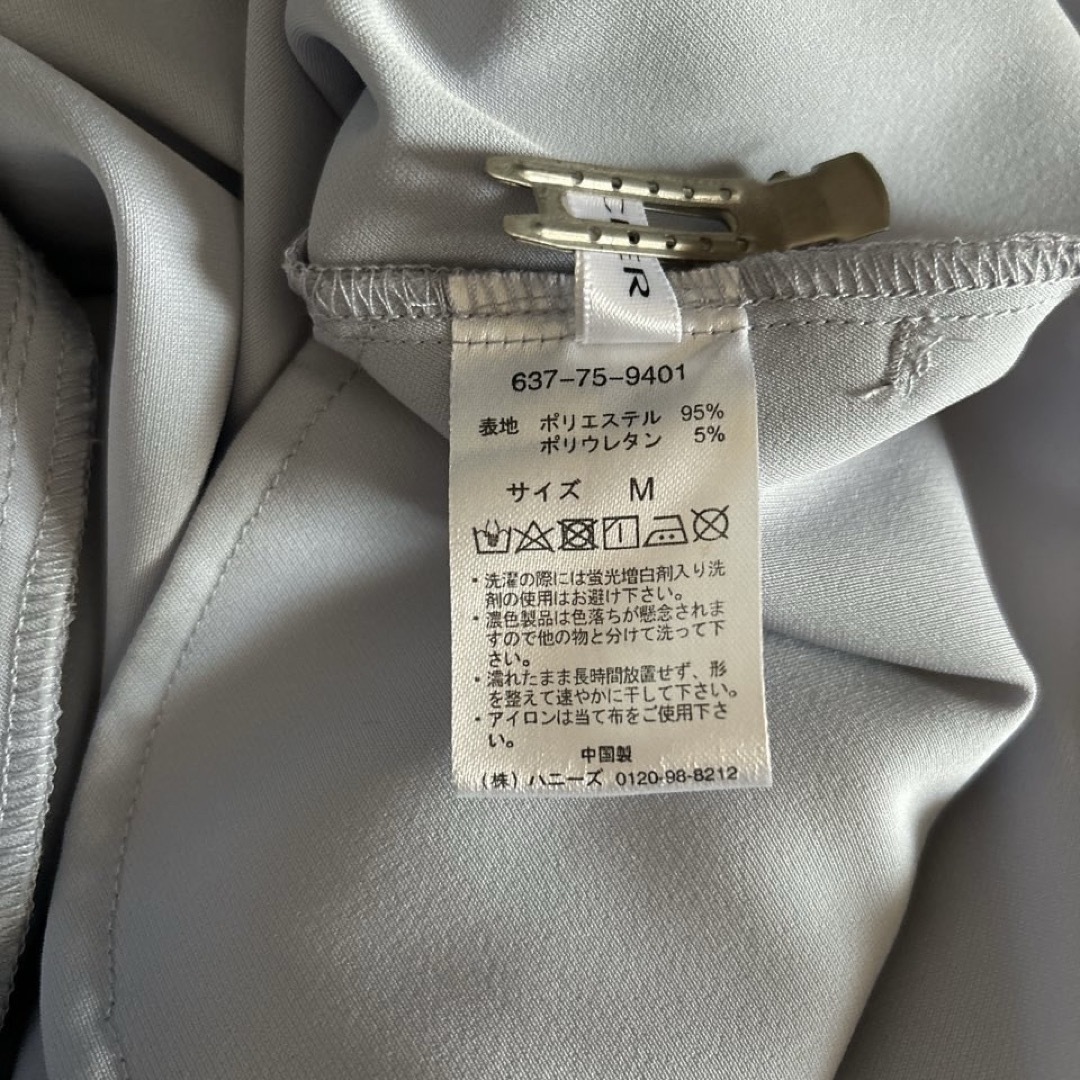 637-75-9401
表地 ポリエステル 95%
ポリウレタン 5%
サイズ M
・洗濯の際には蛍光増白剤入り洗
剤の使用はお避け下さい。
・濃色製品は色落ちが懸念されま
すので他の物と分けて洗って下
さい。
・濡れたまま長時間放置せず、形
を整えて速やかに干して下さい。
・アイロンは当て布をご使用下さ
い。
中国製
(株) ハニーズ 0120-98-8212